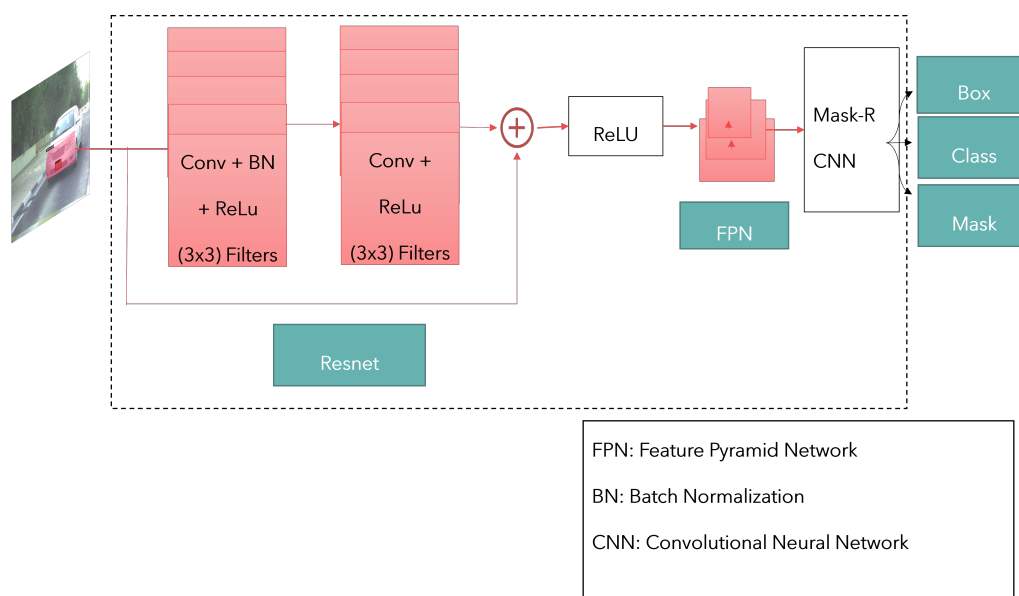 Conv + BN
+ ReLu
(3x3) Filters
Conv +
ReLu
(3x3) Filters
ReLU
FPN
Mask-R
CNN
Box
Class
Mask
Resnet
FPN: Feature Pyramid Network
BN: Batch Normalization
CNN: Convolutional Neural Network